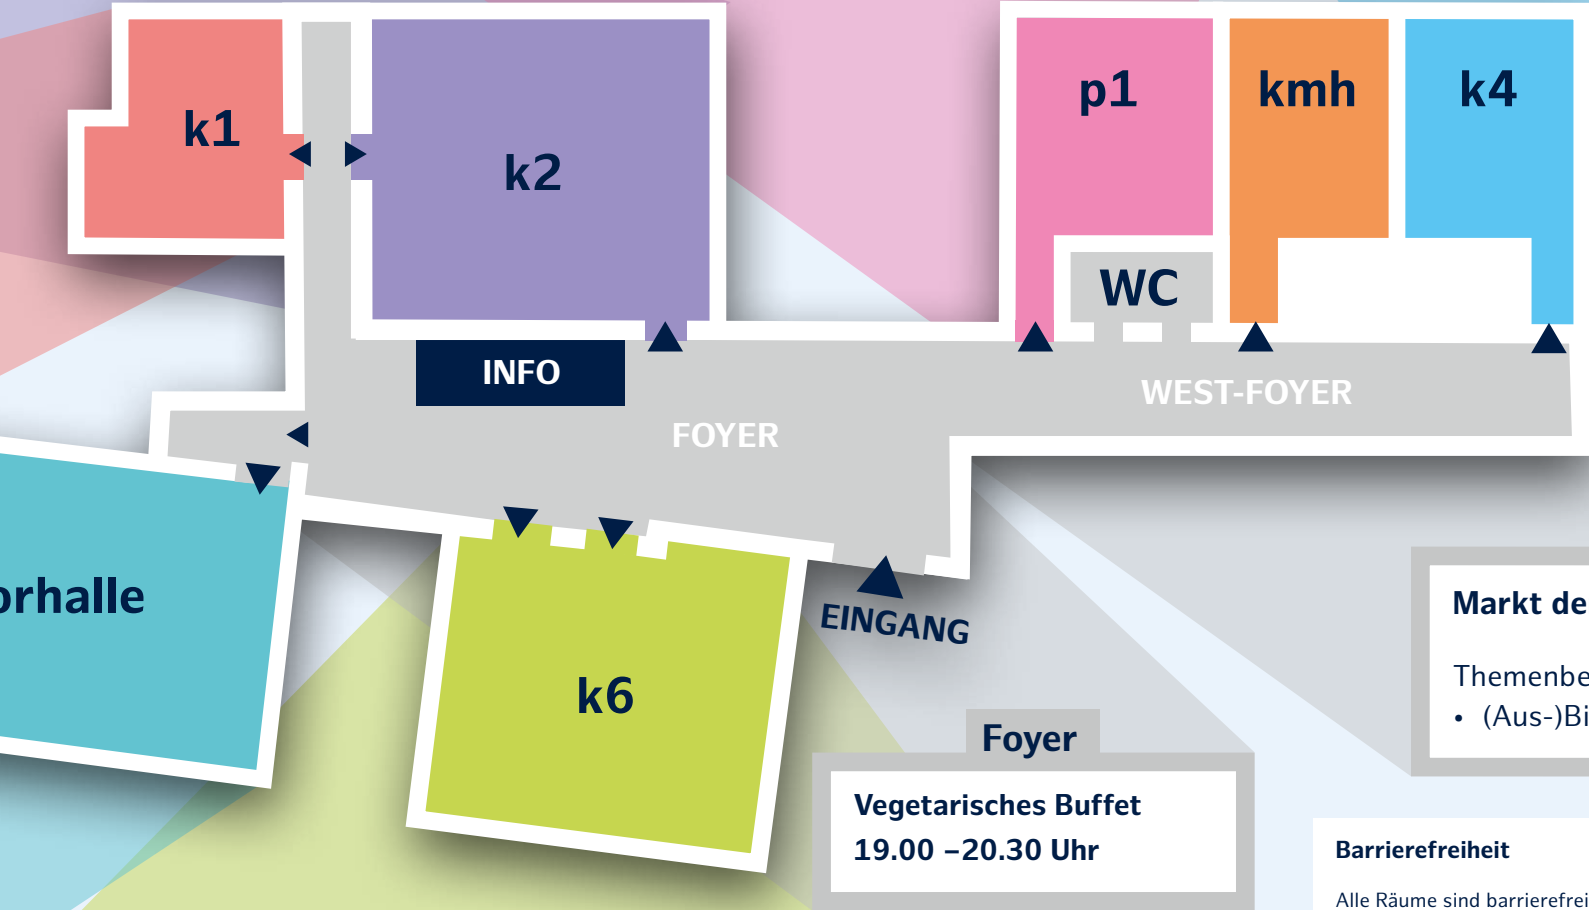 k1
k2
p1
kmh
k4
WC
INFO
FOYER
WEST-FOYER
orhalle
k6
EINGANG
Foyer
Vegetarisches Buffet
19.00 –20.30 Uhr
Markt de
Themenbe
• (Aus-)Bi
Barrierefreiheit
Alle Räume sind barrierefrei